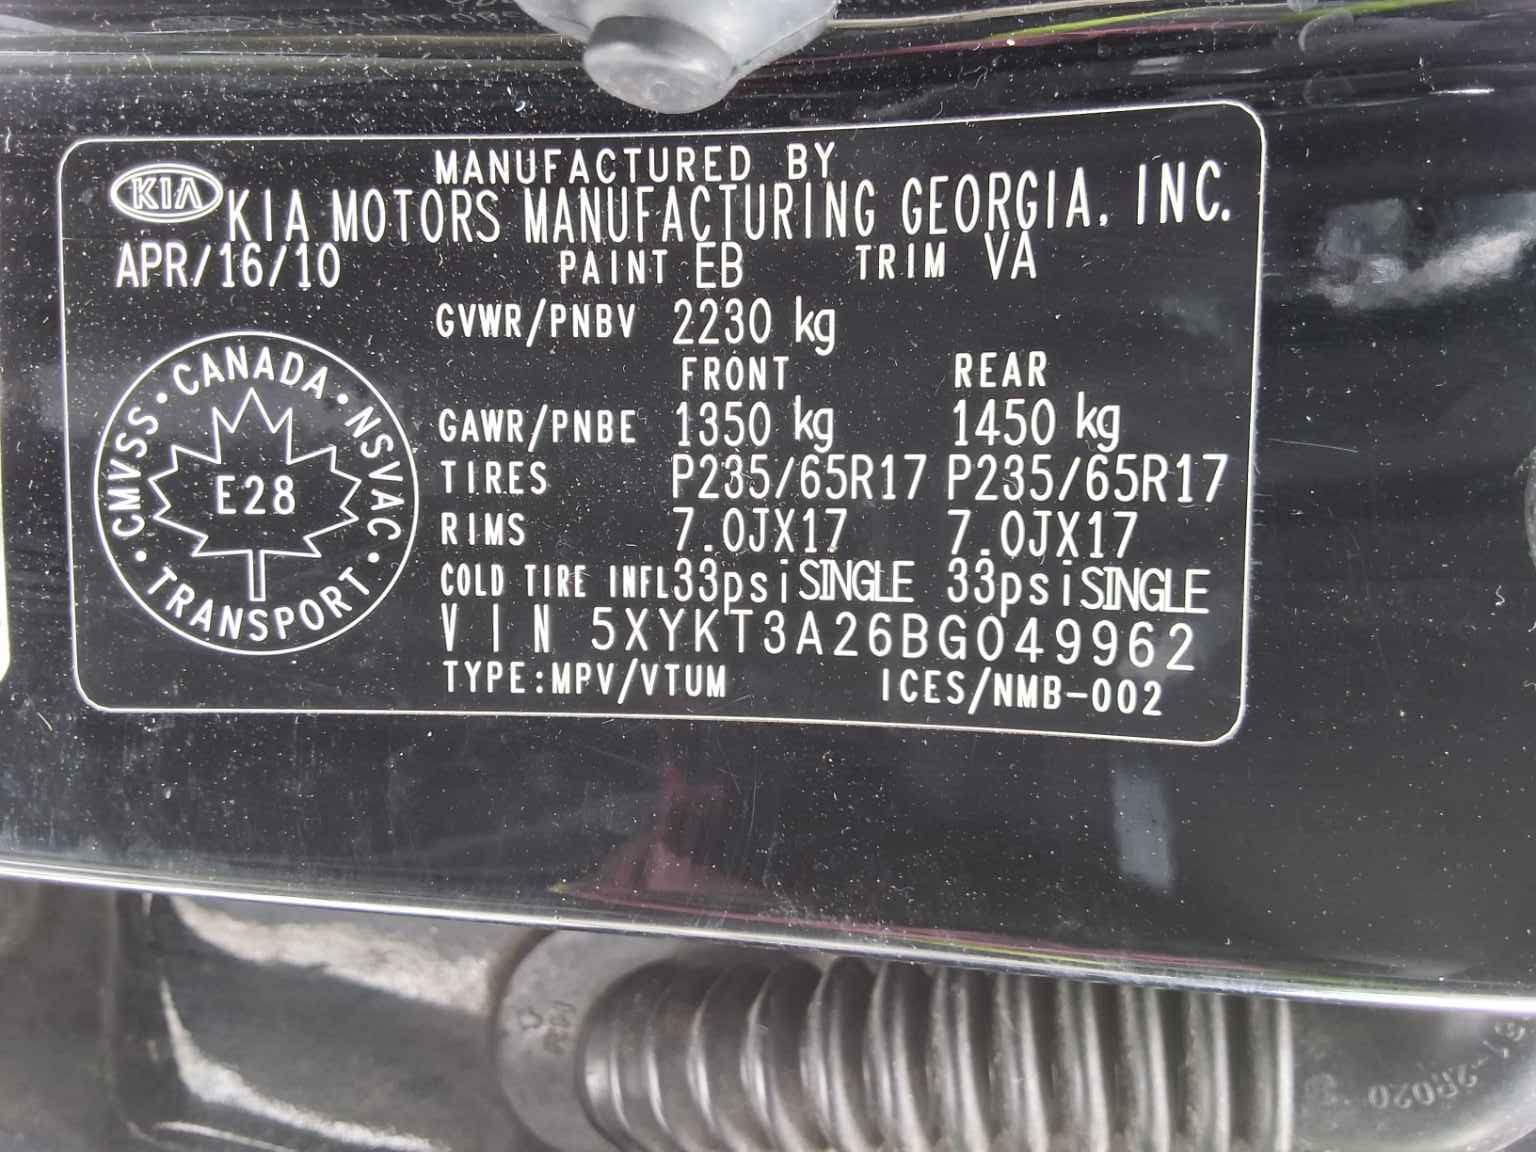 MANUFACTURED BY
KIA KIA MOTORS MANUFACTURING GEORGIA, INC.
APR/16/10 PAINT EB TRIM VA
GVWR/PNBV 2230 kg
FRONT REAR
GAWR/PNBE 1350 kg 1450 kg
TIRES P235/65R17 P235/65R17
RIMS 7.0JX17 7.0JX17
COLD TIRE INFL 33psi SINGLE 33psi SINGLE
VIN 5XYKT3A26BG049962
TYPE:MPV/VTUM ICES/NMB-002
CMVSS · CANADA · NSVAC · TRANSPORT ·
E28